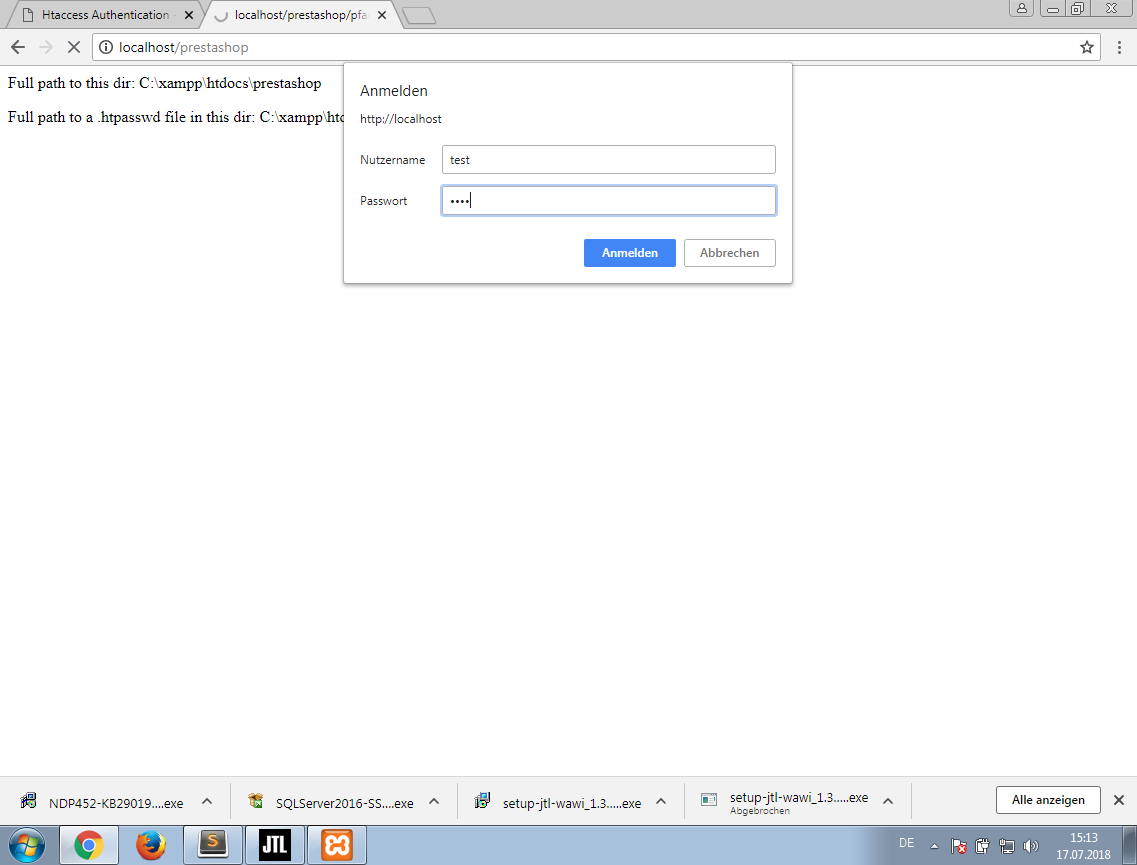 Htaccess Authentication
localhost/prestashop/pfa
localhost/prestashop
Full path to this dir: C:\xampp\htdocs\prestashop
Full path to a .htpasswd file in this dir: C:\xampp\htd
Anmelden
http://localhost
Nutzername
test
Passwort
••••
Anmelden
Abbrechen
NDP452-KB29019....exe
SQLServer2016-SS....exe
setup-jtl-wawi_1.3.....exe
setup-jtl-wawi_1.3.....exe
Abgebrochen
Alle anzeigen
S
JTL
DE
15:13
17.07.2018